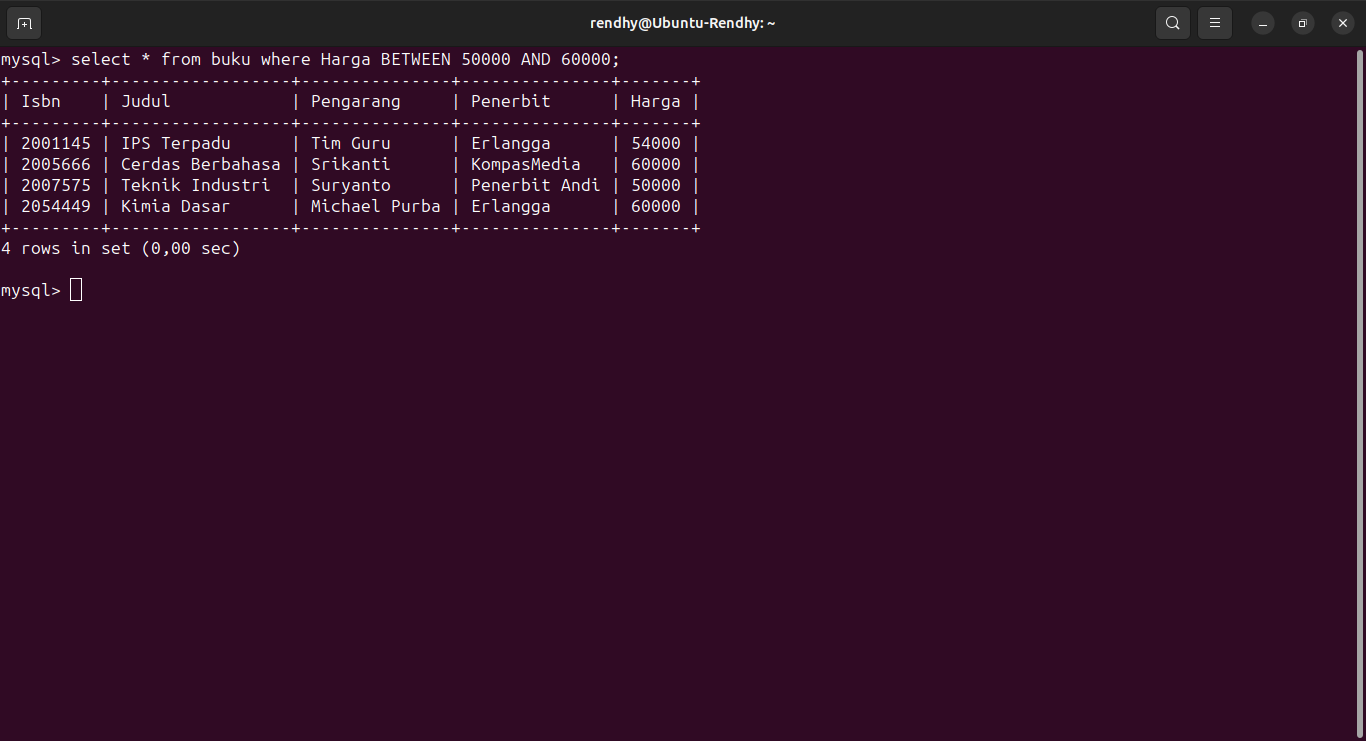 rendhy@Ubuntu-Rendhy: ~
mysql> select * from buku where Harga BETWEEN 50000 AND 60000;
+---------+------------------+---------------+---------------+-------+
| Isbn    | Judul            | Pengarang     | Penerbit      | Harga |
+---------+------------------+---------------+---------------+-------+
| 2001145 | IPS Terpadu      | Tim Guru      | Erlangga      | 54000 |
| 2005666 | Cerdas Berbahasa | Srikanti      | KompasMedia   | 60000 |
| 2007575 | Teknik Industri  | Suryanto      | Penerbit Andi | 50000 |
| 2054449 | Kimia Dasar      | Michael Purba | Erlangga      | 60000 |
+---------+------------------+---------------+---------------+-------+
4 rows in set (0,00 sec)
mysql>